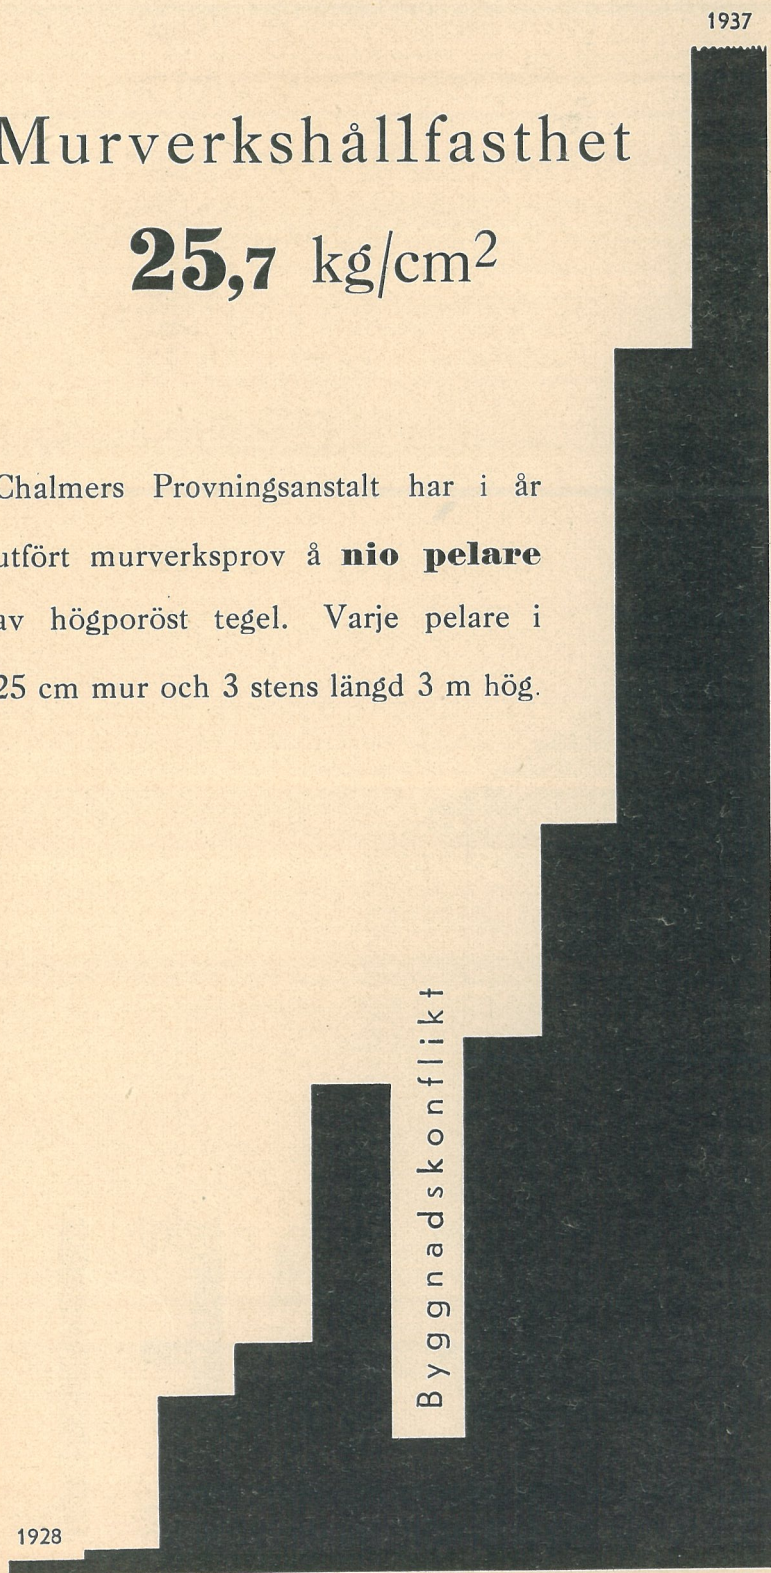 1937
Murverkshållfasthet
25,7 kg/cm²
Chalmers Provningsanstalt har i år
utfört murverksprov å nio pelare
av högporöst tegel. Varje pelare i
25 cm mur och 3 stens längd 3 m hög.
Byggnadskonflikt
1928